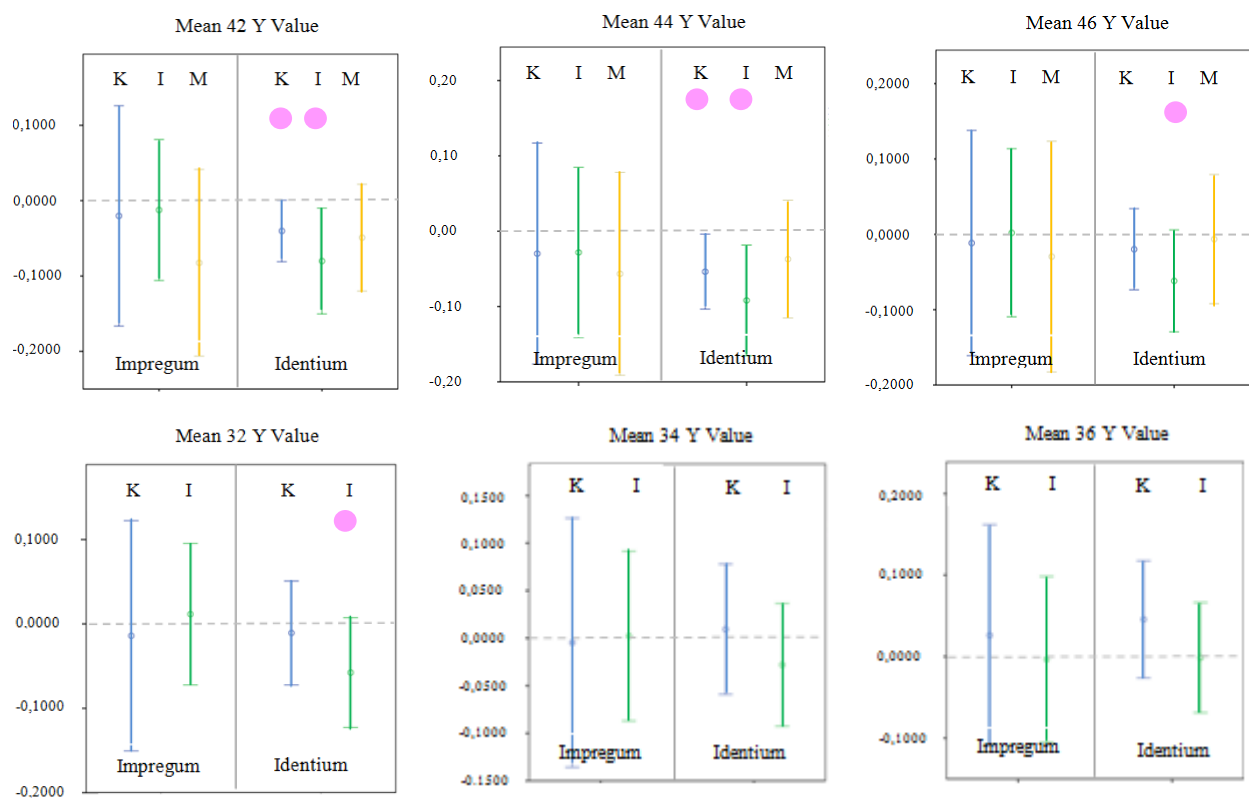 Mean 42 Y Value
K I M K I M
0,1000
0,0000
-0,1000
-0,2000
Impregum Identium
Mean 44 Y Value
K I M K I M
0,20
0,10
0,00
-0,10
-0,20
Impregum Identium
Mean 46 Y Value
K I M K I M
0,2000
0,1000
0,0000
-0,1000
-0,2000
Impregum Identium
Mean 32 Y Value
K I K I
0,1000
0,0000
-0,1000
-0,2000
Impregum Identium
Mean 34 Y Value
K I K I
0,1500
0,1000
0,0500
0,0000
-0,0500
-0,1000
-0.1500
Impregum Identium
Mean 36 Y Value
K I K I
0,2000
0,1000
0,0000
-0,1000
Impregum Identium